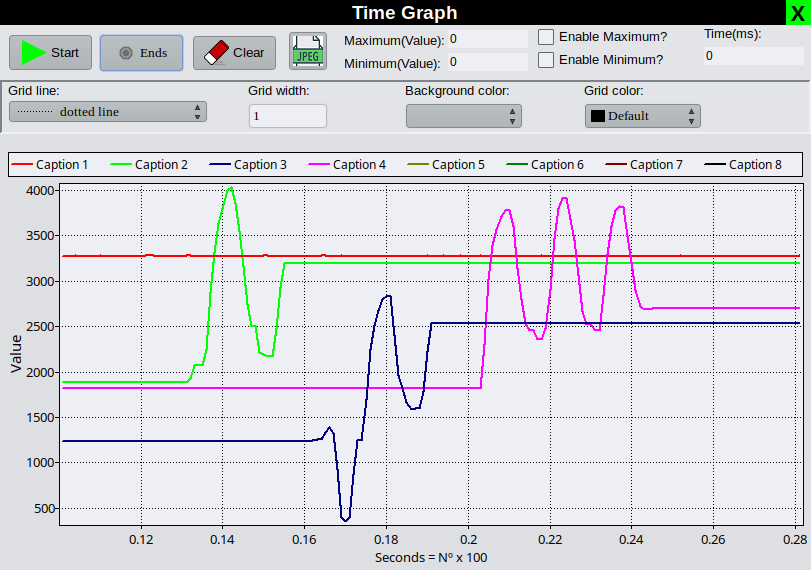 Time Graph X
Start Ends Clear JPEG Maximum(Value): 0 Enable Maximum? Time(ms):
Minimum(Value): 0 Enable Minimum? 0
Grid line: Grid width: Background color: Grid color:
dotted line 1 Default
Caption 1 Caption 2 Caption 3 Caption 4 Caption 5 Caption 6 Caption 7 Caption 8
4000
3500
3000
2500
Value
2000
1500
1000
500
0.12 0.14 0.16 0.18 0.2 0.22 0.24 0.26 0.28
Seconds = Nº x 100